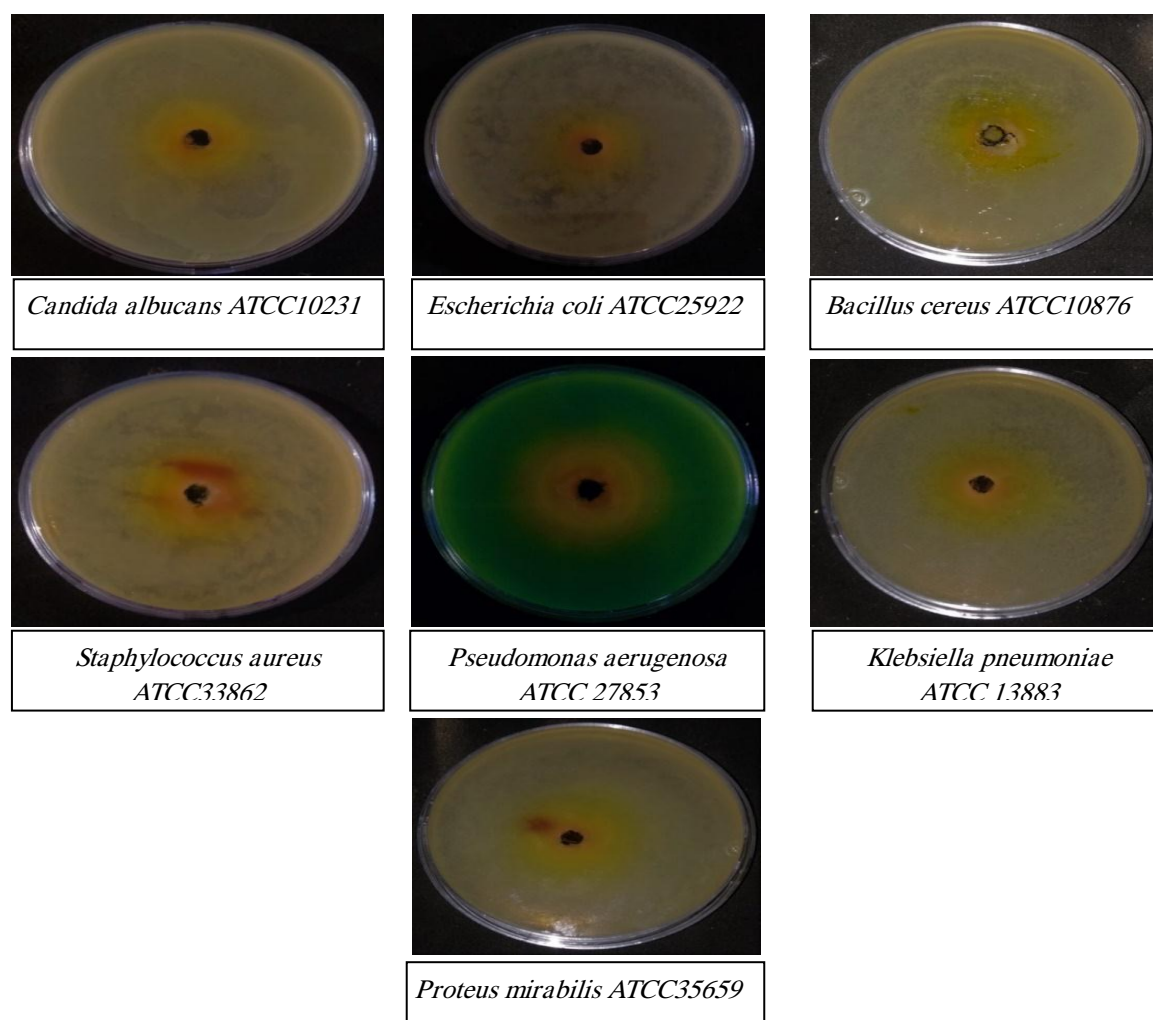 Candida albucans ATCC10231
Escherichia coli ATCC25922
Bacillus cereus ATCC10876
Staphylococcus aureus
ATCC33862
Pseudomonas aerugenosa
ATCC 27853
Klebsiella pneumoniae
ATCC 13883
Proteus mirabilis ATCC35659